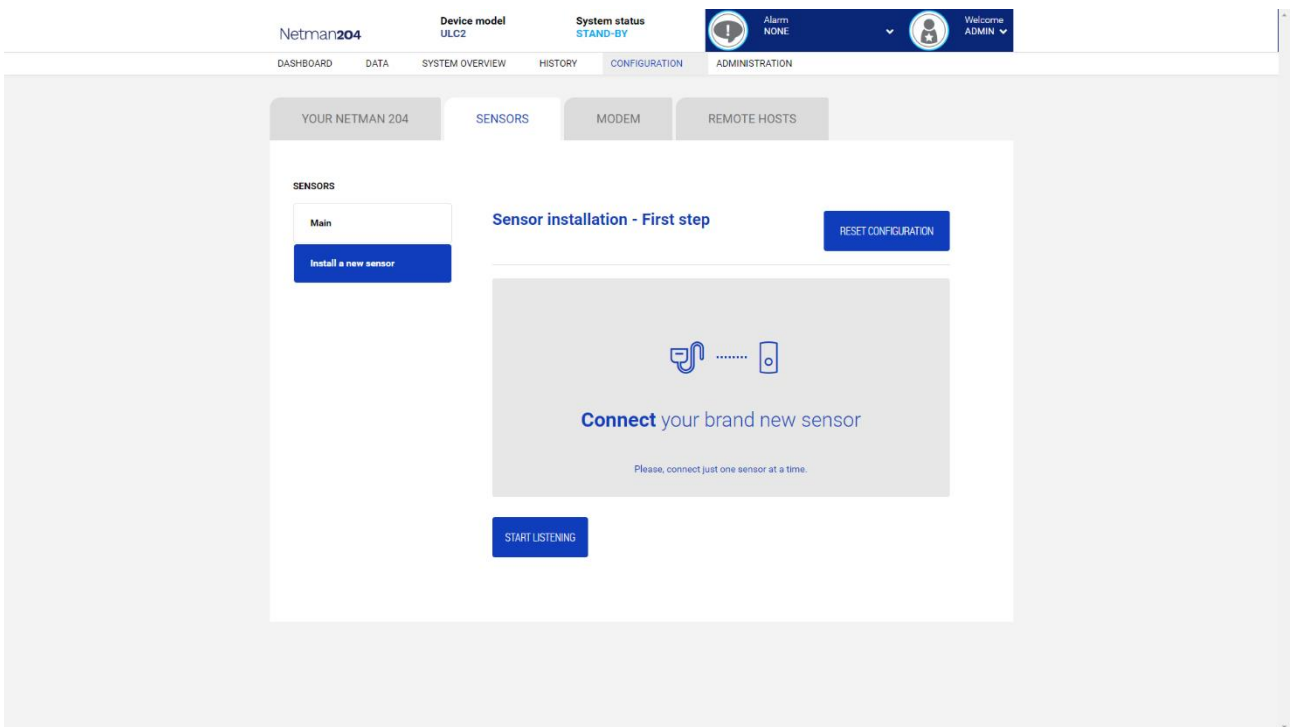 Netman204
Device model
ULC2
System status
STAND-BY
Alarm
NONE
Welcome
ADMIN
DASHBOARD DATA SYSTEM OVERVIEW HISTORY CONFIGURATION ADMINISTRATION
YOUR NETMAN 204 SENSORS MODEM REMOTE HOSTS
SENSORS
Main
Install a new sensor
Sensor installation - First step
RESET CONFIGURATION
Connect your brand new sensor
Please, connect just one sensor at a time.
START LISTENING